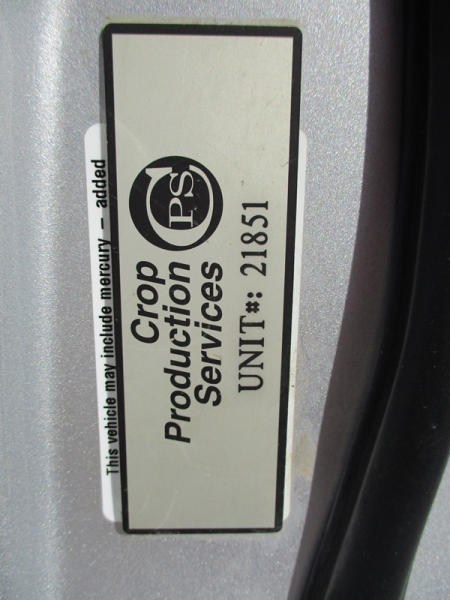 This vehicle may include mercury - added
Crop
Production
Services
CPS
UNIT#: 21851